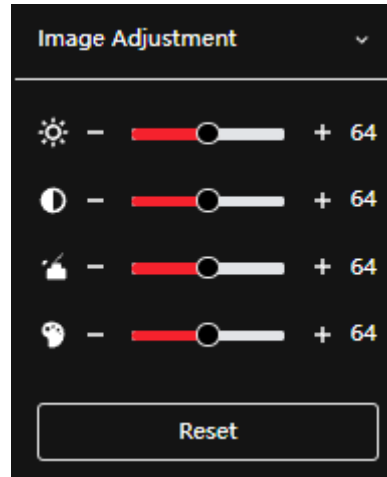 Image Adjustment
- + 64
- + 64
- + 64
- + 64
Reset